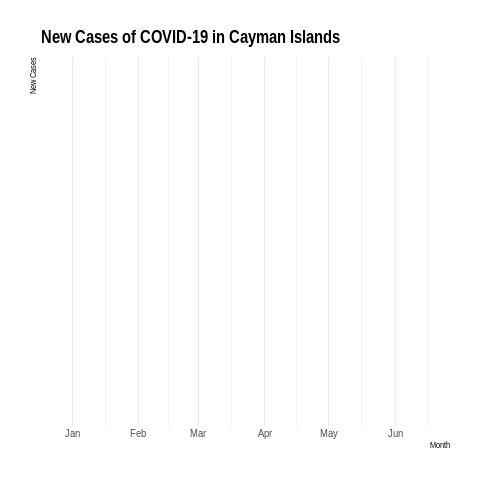 New Cases of COVID-19 in Cayman Islands
New Cases
Jan Feb Mar Apr May Jun
Month